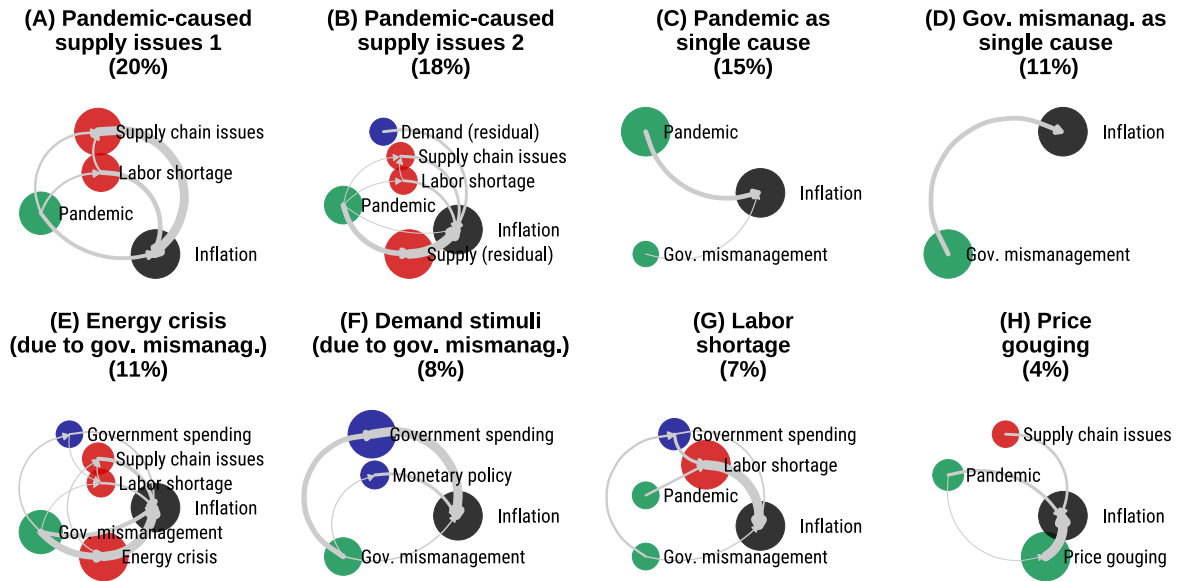 (A) Pandemic-caused
supply issues 1
(20%)
Supply chain issues
Labor shortage
Pandemic
Inflation
(B) Pandemic-caused
supply issues 2
(18%)
Demand (residual)
Supply chain issues
Labor shortage
Pandemic
Inflation
Supply (residual)
(C) Pandemic as
single cause
(15%)
Pandemic
Inflation
Gov. mismanagement
(D) Gov. mismanag. as
single cause
(11%)
Inflation
Gov. mismanagement
(E) Energy crisis
(due to gov. mismanag.)
(11%)
Government spending
Supply chain issues
Labor shortage
Inflation
Gov. mismanagement
Energy crisis
(F) Demand stimuli
(due to gov. mismanag.)
(8%)
Government spending
Monetary policy
Inflation
Gov. mismanagement
(G) Labor
shortage
(7%)
Government spending
Labor shortage
Pandemic
Inflation
Gov. mismanagement
(H) Price
gouging
(4%)
Supply chain issues
Pandemic
Inflation
Price gouging